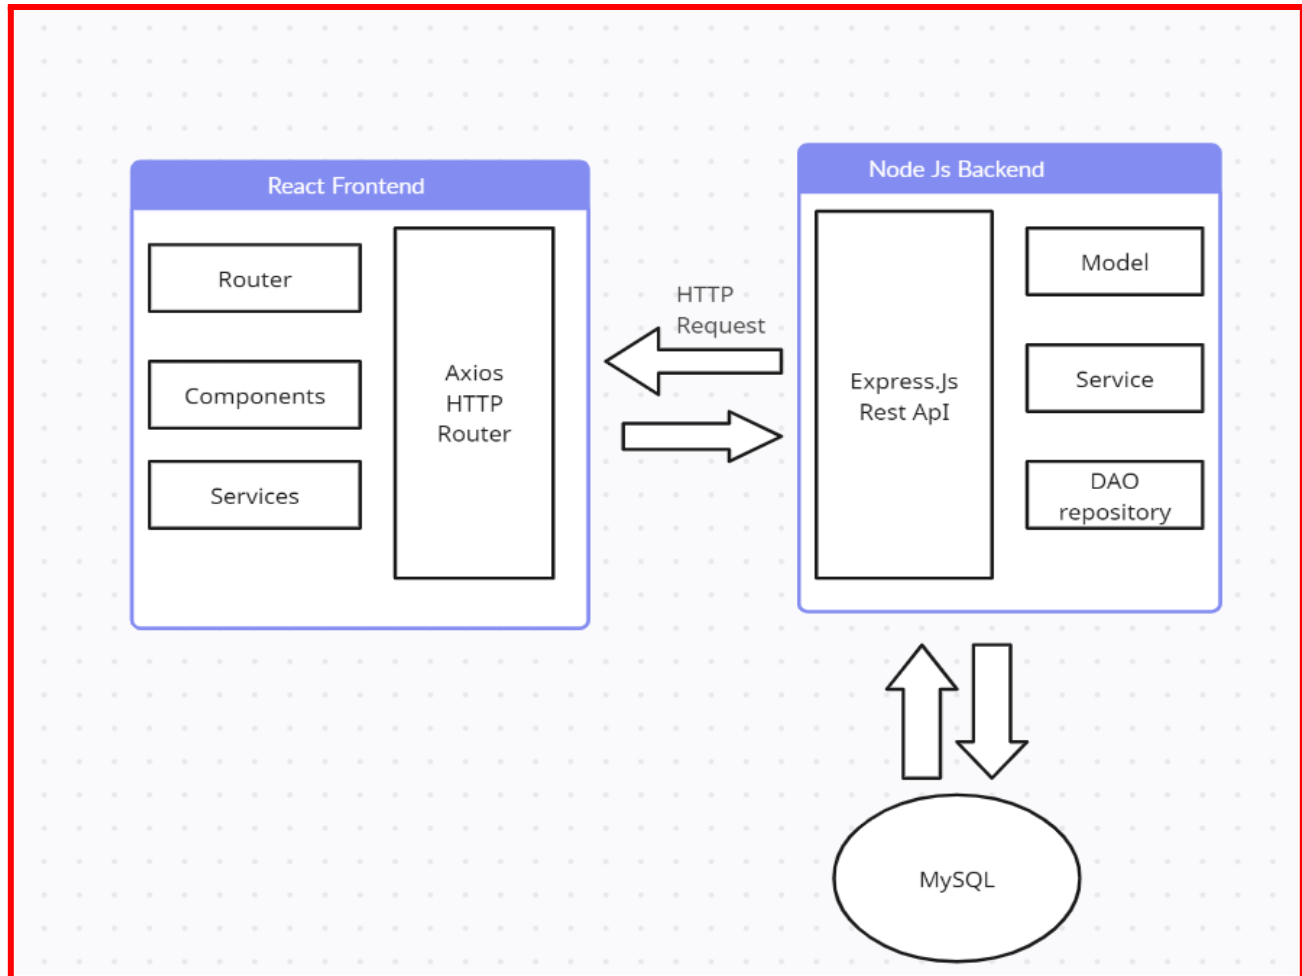 React Frontend
Router
Components
Services
Axios
HTTP
Router
HTTP
Request
Node Js Backend
Express.Js
Rest ApI
Model
Service
DAO
repository
MySQL